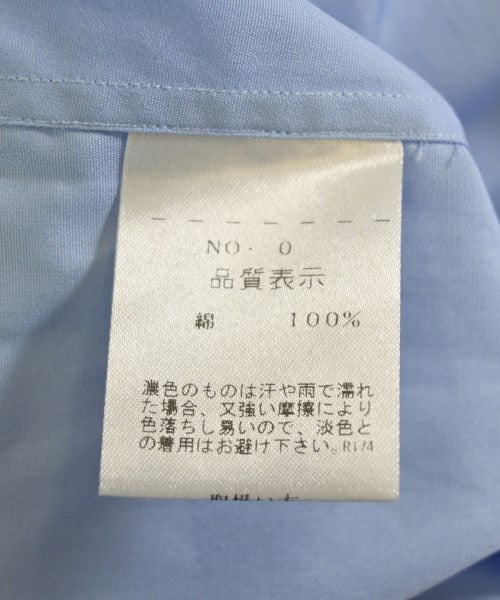 NO. 0
品質表示
綿 100%
濃色のものは汗や雨で濡れ
た場合、又強い摩擦により
色落ちし易いので、淡色と
の着用はお避け下さい。R174